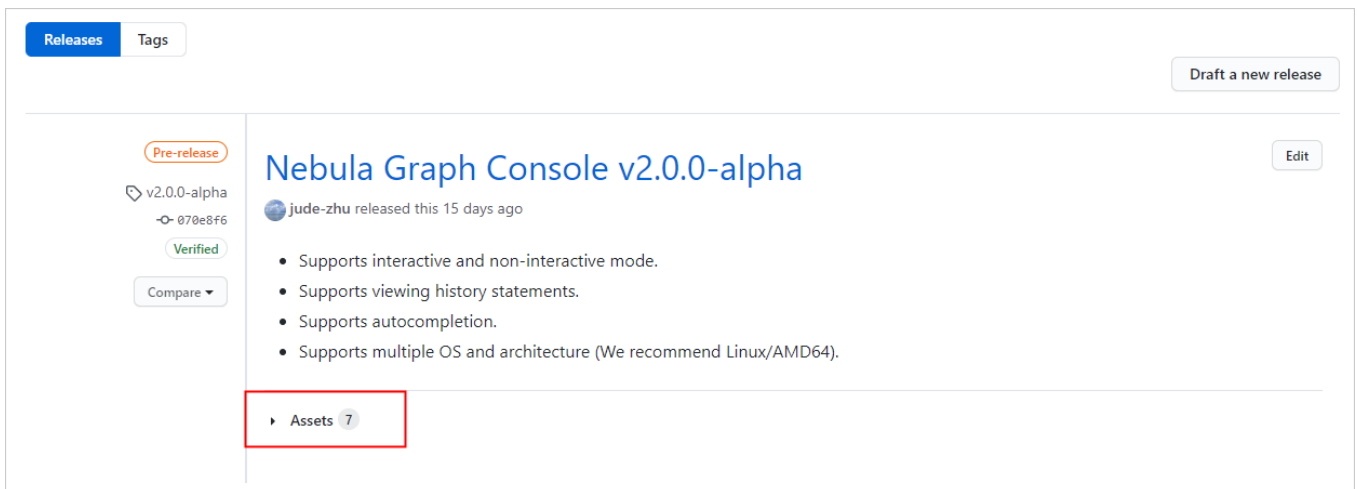 Releases Tags
Draft a new release
Pre-release
v2.0.0-alpha
070e8f6
Verified
Compare
Nebula Graph Console v2.0.0-alpha
Edit
jude-zhu released this 15 days ago
• Supports interactive and non-interactive mode.
• Supports viewing history statements.
• Supports autocompletion.
• Supports multiple OS and architecture (We recommend Linux/AMD64).
Assets 7